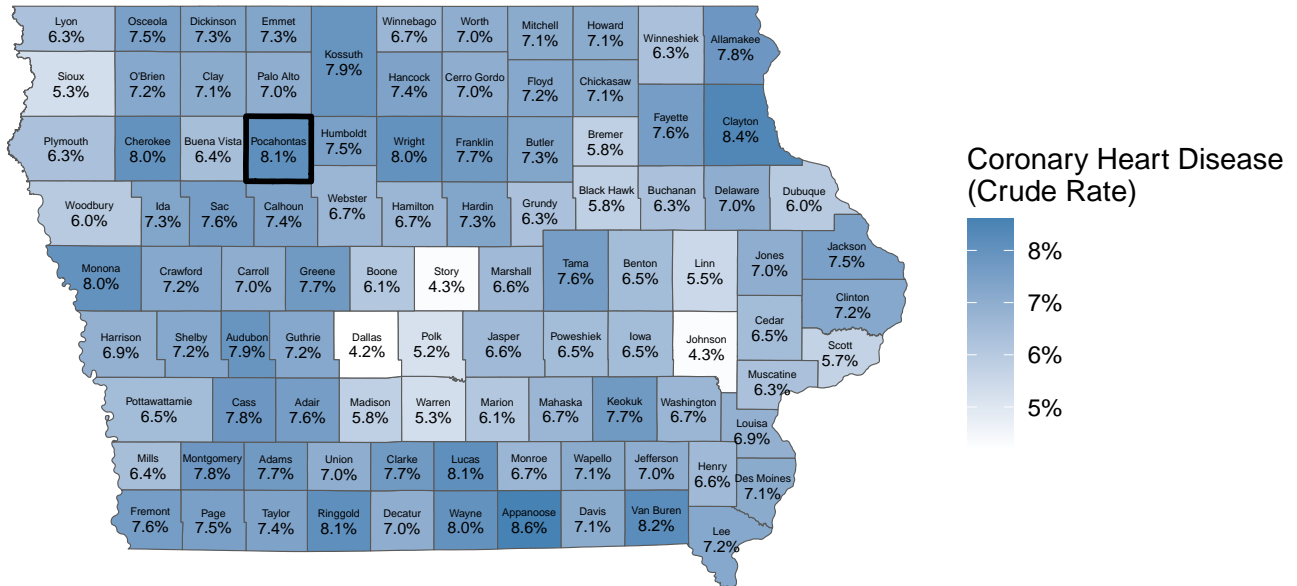 Lyon
6.3%
Osceola
7.5%
Dickinson
7.3%
Emmet
7.3%
Kossuth
7.9%
Winnebago
6.7%
Worth
7.0%
Mitchell
7.1%
Howard
7.1%
Winneshiek
6.3%
Allamakee
7.8%
Sioux
5.3%
O'Brien
7.2%
Clay
7.1%
Palo Alto
7.0%
Hancock
7.4%
Cerro Gordo
7.0%
Floyd
7.2%
Chickasaw
7.1%
Fayette
7.6%
Clayton
8.4%
Plymouth
6.3%
Cherokee
8.0%
Buena Vista
6.4%
Pocahontas
8.1%
Humboldt
7.5%
Wright
8.0%
Franklin
7.7%
Butler
7.3%
Bremer
5.8%
Woodbury
6.0%
Ida
7.3%
Sac
7.6%
Calhoun
7.4%
Webster
6.7%
Hamilton
6.7%
Hardin
7.3%
Grundy
6.3%
Black Hawk
5.8%
Buchanan
6.3%
Delaware
7.0%
Dubuque
6.0%
Monona
8.0%
Crawford
7.2%
Carroll
7.0%
Greene
7.7%
Boone
6.1%
Story
4.3%
Marshall
6.6%
Tama
7.6%
Benton
6.5%
Linn
5.5%
Jones
7.0%
Jackson
7.5%
Clinton
7.2%
Harrison
6.9%
Shelby
7.2%
Audubon
7.9%
Guthrie
7.2%
Dallas
4.2%
Polk
5.2%
Jasper
6.6%
Poweshiek
6.5%
Iowa
6.5%
Johnson
4.3%
Cedar
6.5%
Scott
5.7%
Muscatine
6.3%
Pottawattamie
6.5%
Cass
7.8%
Adair
7.6%
Madison
5.8%
Warren
5.3%
Marion
6.1%
Mahaska
6.7%
Keokuk
7.7%
Washington
6.7%
Louisa
6.9%
Mills
6.4%
Montgomery
7.8%
Adams
7.7%
Union
7.0%
Clarke
7.7%
Lucas
8.1%
Monroe
6.7%
Wapello
7.1%
Jefferson
7.0%
Henry
6.6%
Des Moines
7.1%
Fremont
7.6%
Page
7.5%
Taylor
7.4%
Ringgold
8.1%
Decatur
7.0%
Wayne
8.0%
Appanoose
8.6%
Davis
7.1%
Van Buren
8.2%
Lee
7.2%
Coronary Heart Disease
(Crude Rate)
8%
7%
6%
5%